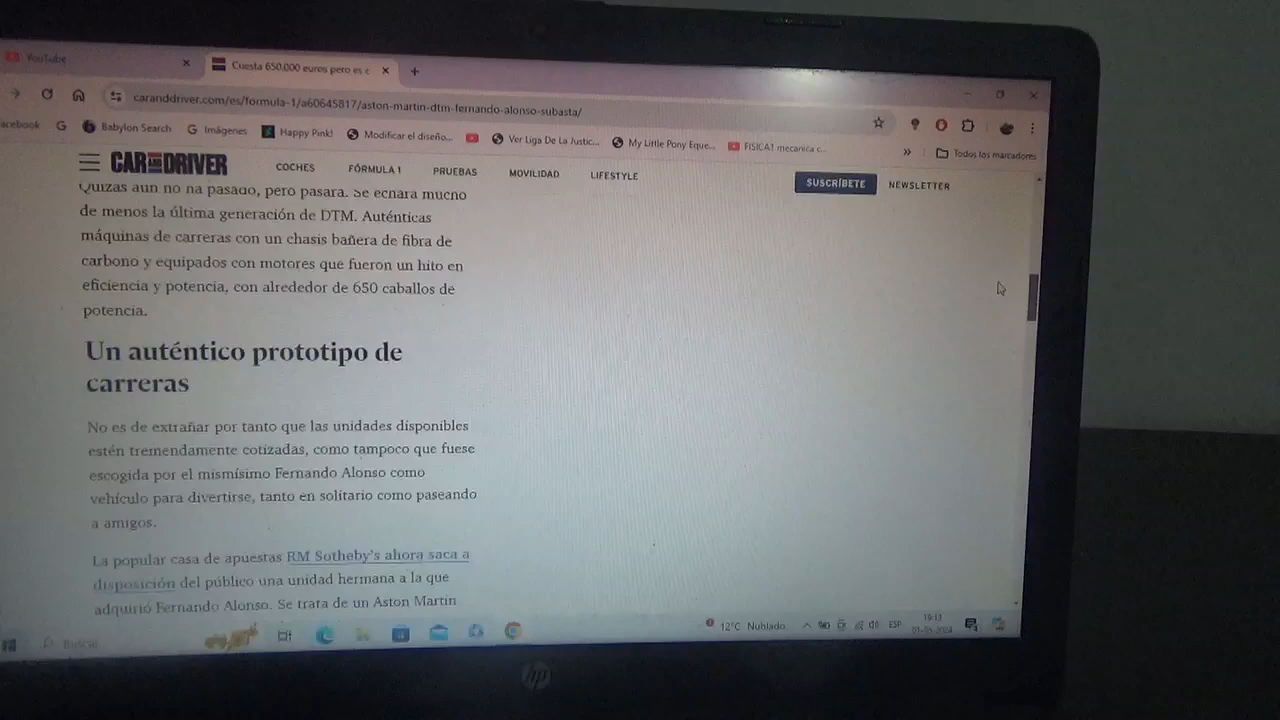 YouTube
Cuesta 650.000 euros pero es e
caranddriver.com/es/formula-1/a60645817/aston-martin-dtm-fernando-alonso-subasta/
acebook
Babylon Search
Imágenes
Happy Pink!
Modificar el diseño...
Ver Liga De La Justic...
My Little Pony Eque...
FISICA1 mecanica c...
»
Todos los marcadores
CAR AND DRIVER
COCHES
FÓRMULA 1
PRUEBAS
MOVILIDAD
LIFESTYLE
SUSCRÍBETE
NEWSLETTER
Quizás aún no ha pasado, pero pasará. Se echará mucho
de menos la última generación de DTM. Auténticas
máquinas de carreras con un chasis bañera de fibra de
carbono y equipados con motores que fueron un hito en
eficiencia y potencia, con alrededor de 650 caballos de
potencia.
Un auténtico prototipo de
carreras
No es de extrañar por tanto que las unidades disponibles
estén tremendamente cotizadas, como tampoco que fuese
escogida por el mismísimo Fernando Alonso como
vehículo para divertirse, tanto en solitario como paseando
a amigos.
La popular casa de apuestas RM Sotheby's ahora saca a
disposición del público una unidad hermana a la que
adquirió Fernando Alonso. Se trata de un Aston Martin
Buscar
12°C Nublado
ESP
19:13
01-05-2024
hp